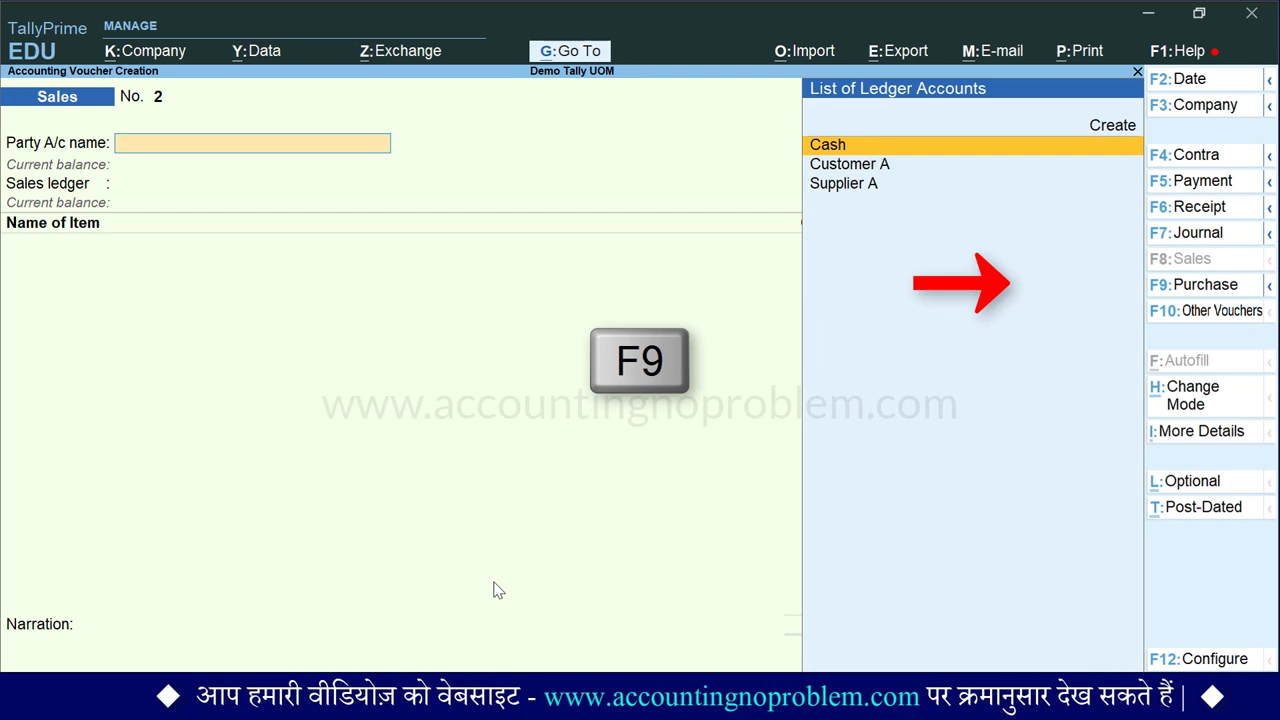 TallyPrime
EDU
MANAGE
K:Company Y:Data Z:Exchange G:Go To O:Import E:Export M:E-mail P:Print F1:Help
Accounting Voucher Creation Demo Tally UOM
Sales No. 2
Party A/c name:
Current balance:
Sales ledger :
Current balance:
Name of Item
Narration:
List of Ledger Accounts
Create
Cash
Customer A
Supplier A
F9
www.accountingnoproblem.com
F2:Date
F3:Company
F4:Contra
F5:Payment
F6:Receipt
F7:Journal
F8:Sales
F9:Purchase
F10:Other Vouchers
F:Autofill
H:Change
Mode
I:More Details
L:Optional
T:Post-Dated
F12:Configure
आप हमारी वीडियोज़ को वेबसाइट - www.accountingnoproblem.com पर क्रमानुसार देख सकते हैं |